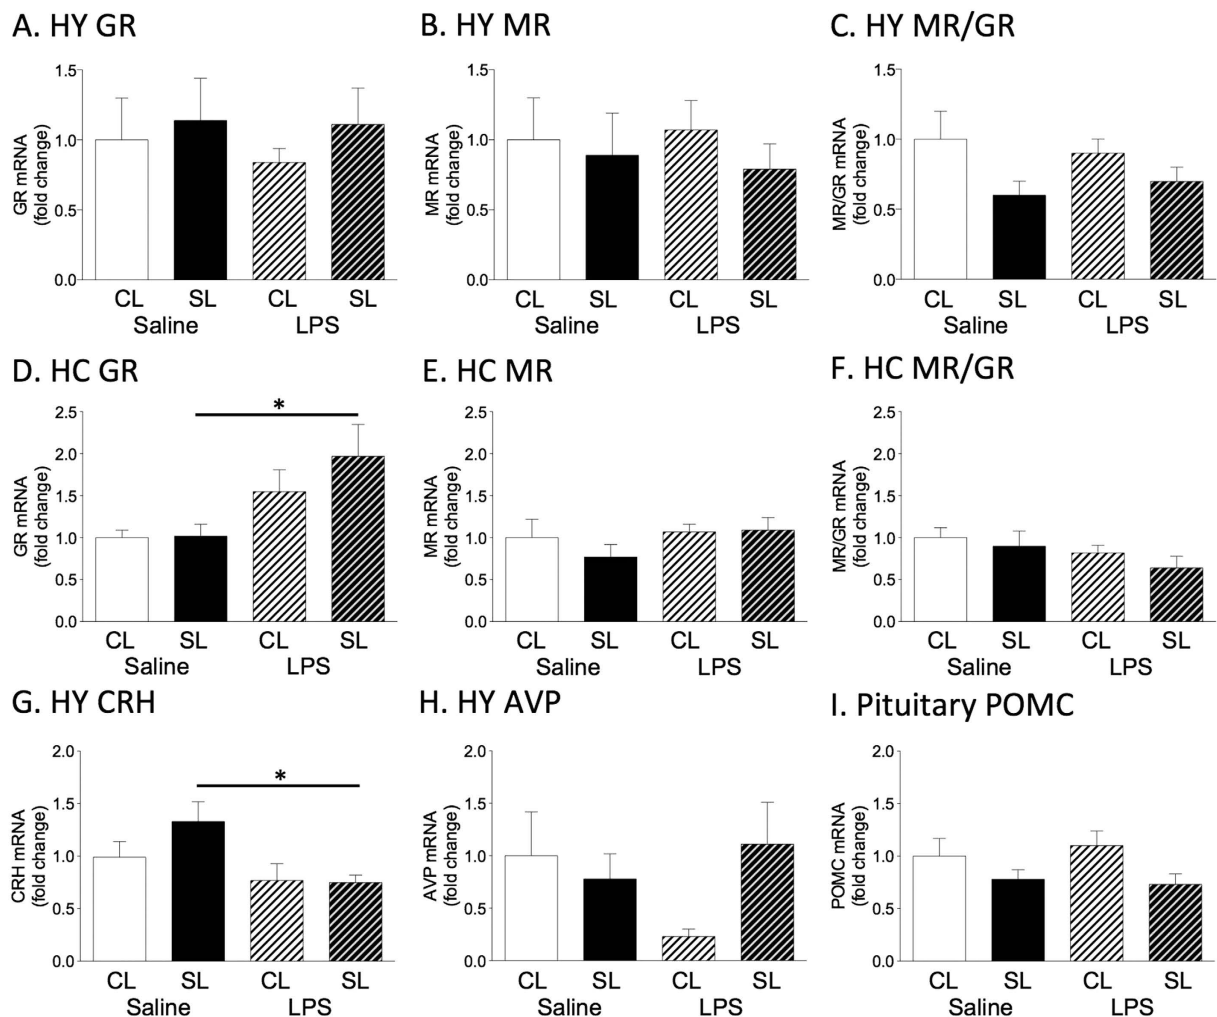 A. HY GR
B. HY MR
C. HY MR/GR
GR mRNA
(fold change)
1.5
1.0
0.5
0.0
CL SL CL SL
Saline LPS
MR mRNA
(fold change)
1.5
1.0
0.5
0.0
CL SL CL SL
Saline LPS
MR/GR mRNA
(fold change)
1.5
1.0
0.5
0.0
CL SL CL SL
Saline LPS
D. HC GR
E. HC MR
F. HC MR/GR
GR mRNA
(fold change)
2.5
2.0
1.5
1.0
0.5
0.0
*
CL SL CL SL
Saline LPS
MR mRNA
(fold change)
2.5
2.0
1.5
1.0
0.5
0.0
CL SL CL SL
Saline LPS
MR/GR mRNA
(fold change)
2.5
2.0
1.5
1.0
0.5
0.0
CL SL CL SL
Saline LPS
G. HY CRH
H. HY AVP
I. Pituitary POMC
CRH mRNA
(fold change)
2.0
1.5
1.0
0.5
0.0
*
CL SL CL SL
Saline LPS
AVP mRNA
(fold change)
2.0
1.5
1.0
0.5
0.0
CL SL CL SL
Saline LPS
POMC mRNA
(fold change)
2.0
1.5
1.0
0.5
0.0
CL SL CL SL
Saline LPS